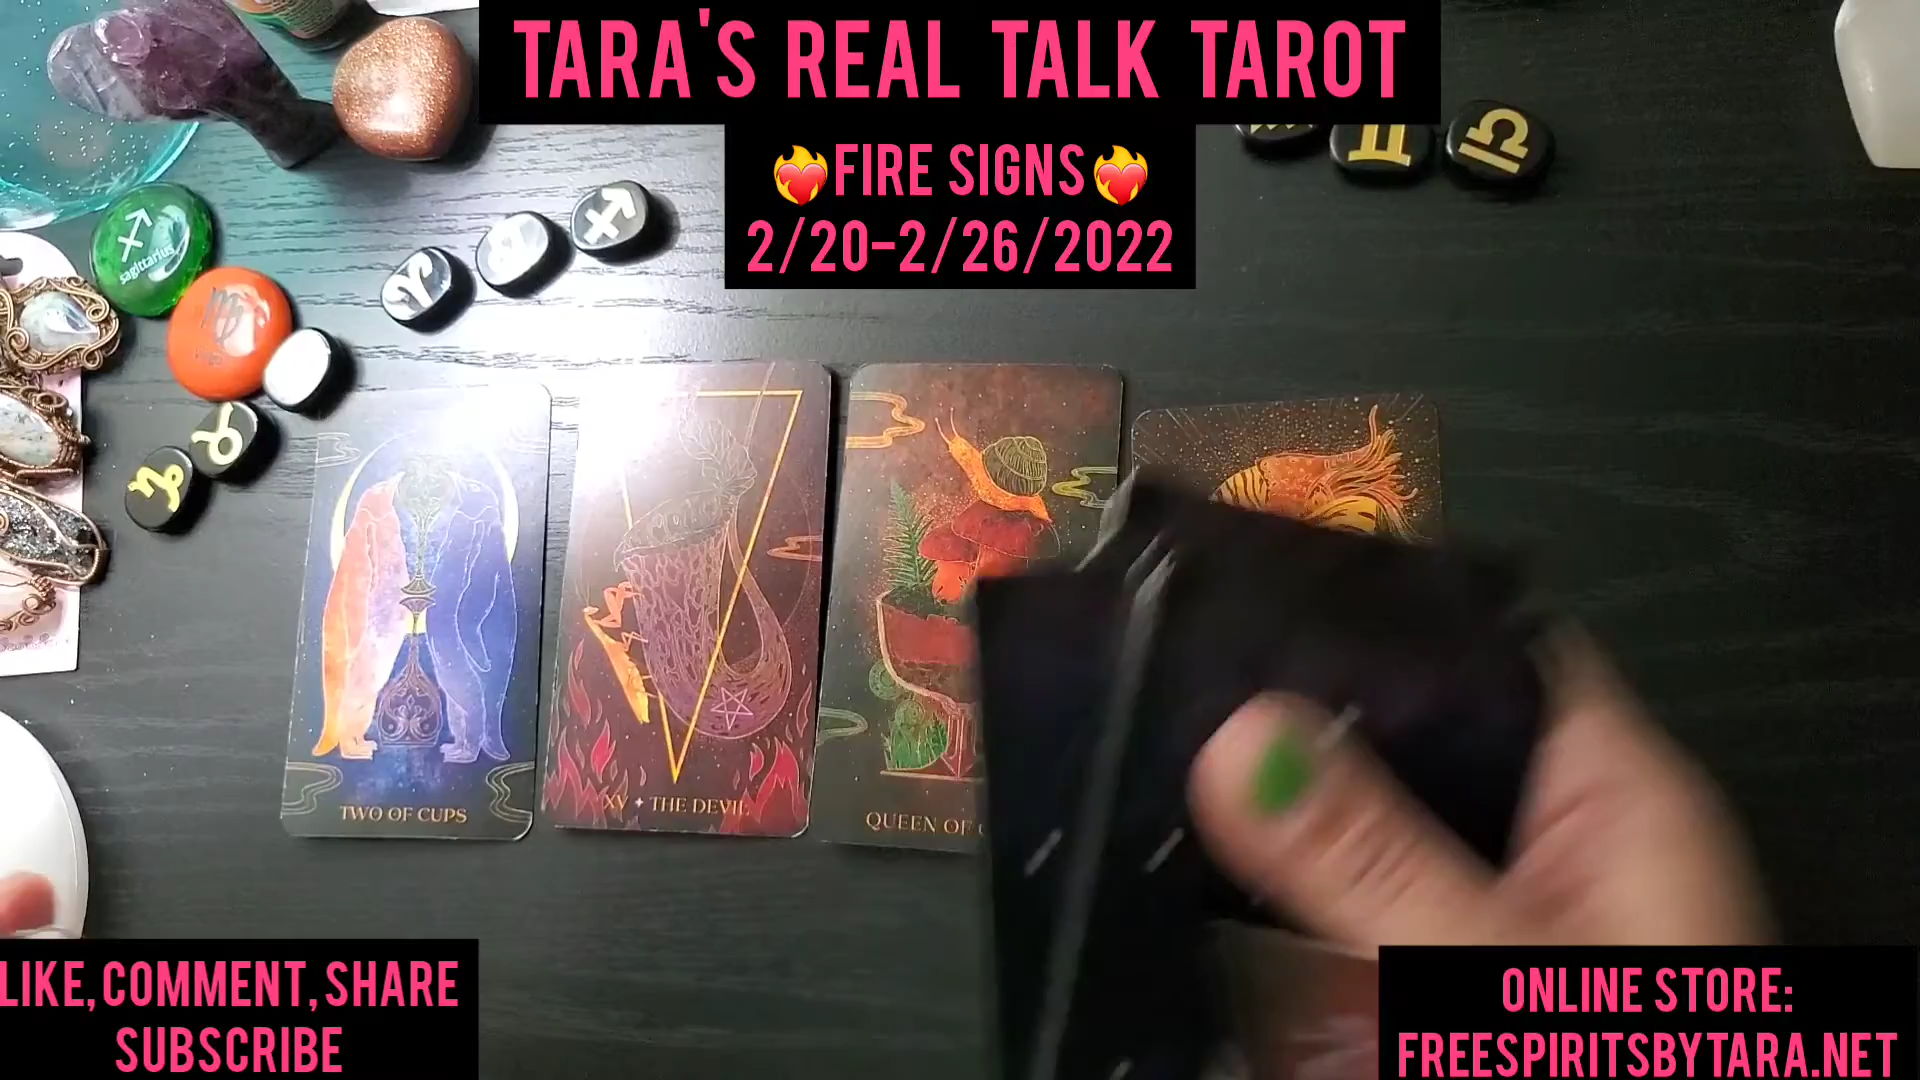 TARA'S REAL TALK TAROT
FIRE SIGNS
2/20-2/26/2022
sagittarius
TWO OF CUPS
XV ✦ THE DEVIL
QUEEN OF
LIKE, COMMENT, SHARE
SUBSCRIBE
ONLINE STORE:
FREESPIRITSBYTARA.NET